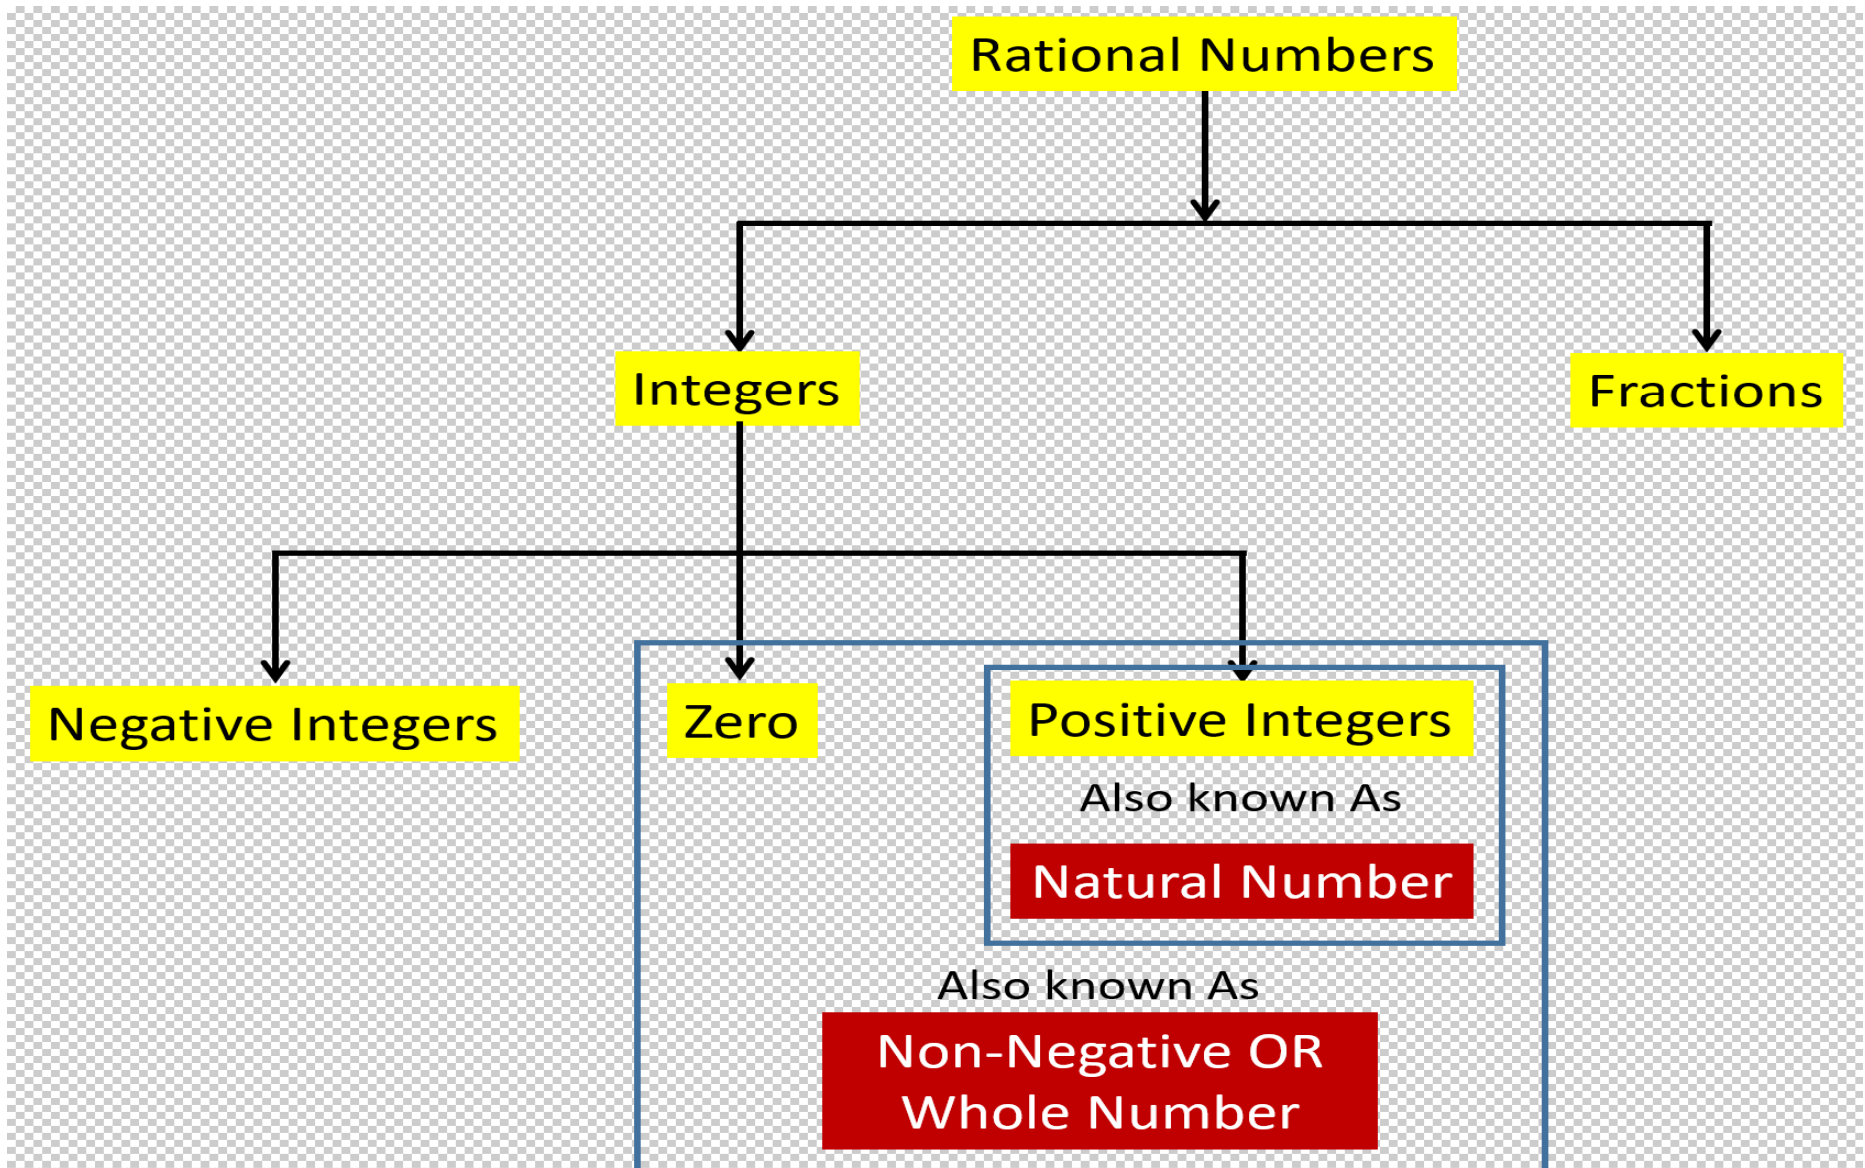 Rational Numbers
Integers
Fractions
Negative Integers
Zero
Positive Integers
Also known As
Natural Number
Also known As
Non-Negative OR
Whole Number